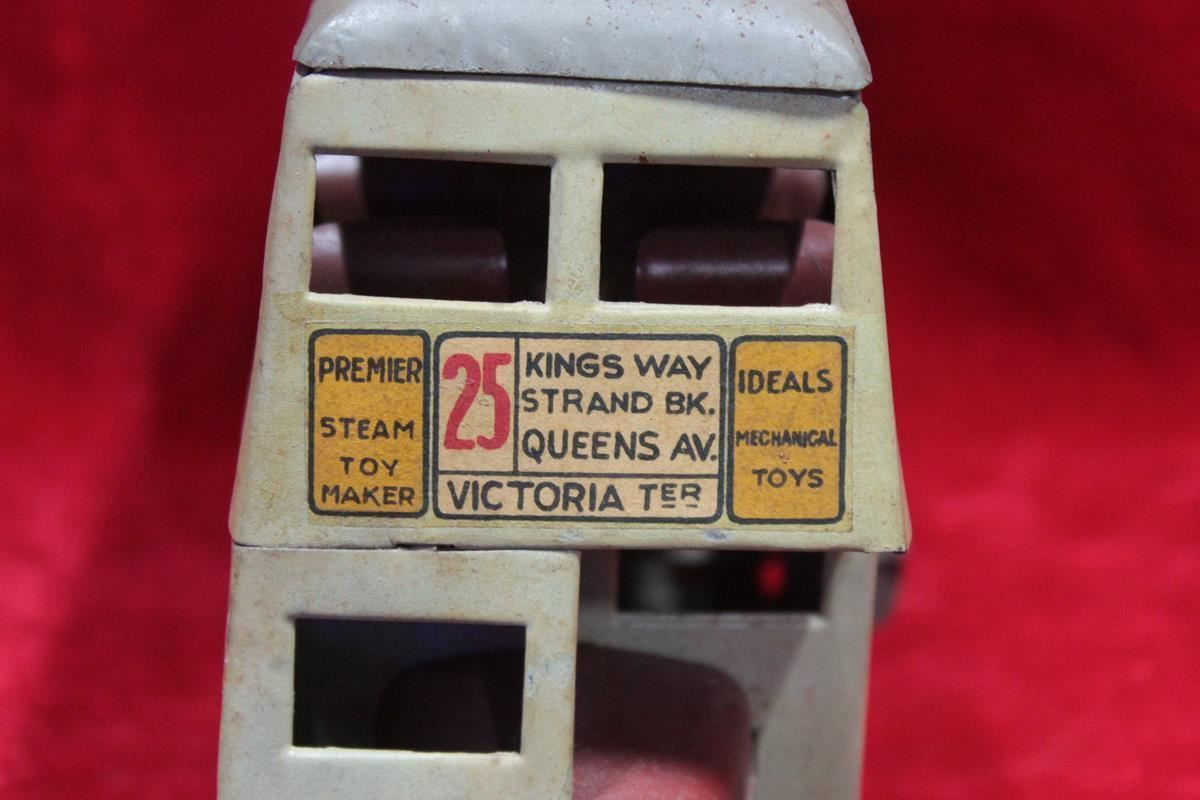 PREMIER
STEAM
TOY
MAKER
25
KINGS WAY
STRAND BK.
QUEENS AV.
VICTORIA TER
IDEALS
MECHANICAL
TOYS